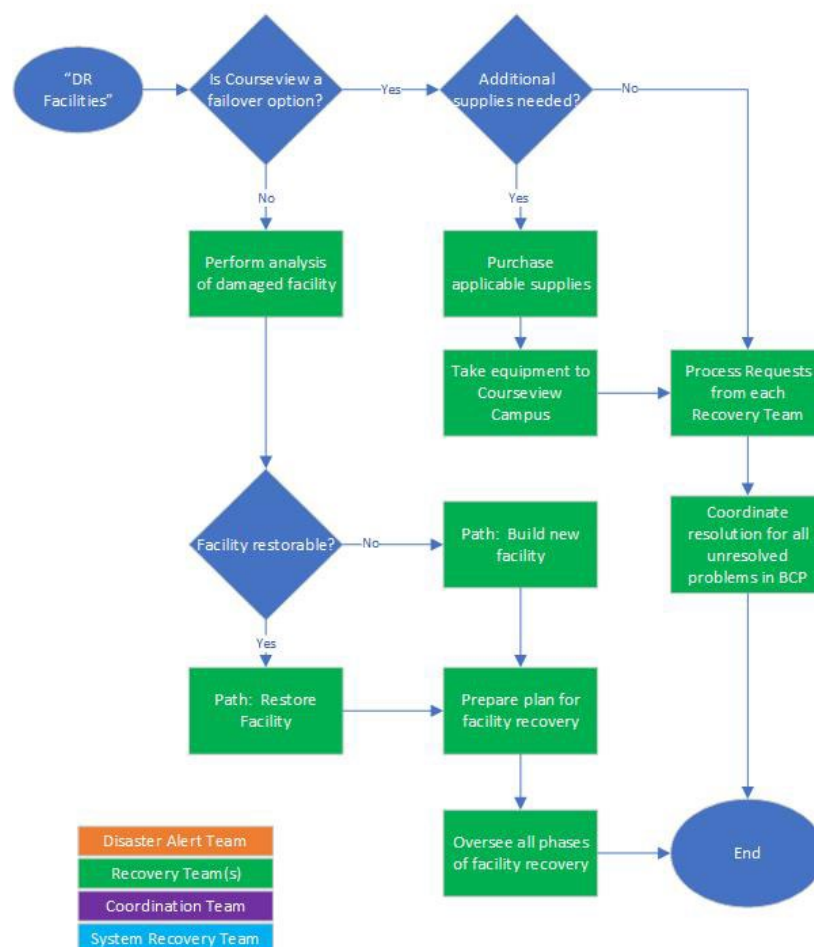 “DR
Facilities”
Is Courseview a
failover option?
Yes
Additional
supplies needed?
No
No
Yes
Perform analysis
of damaged facility
Purchase
applicable supplies
Take equipment to
Courseview
Campus
Process Requests
from each
Recovery Team
Facility restorable?
No
Path:  Build new
facility
Coordinate
resolution for all
unresolved
problems in BCP
Yes
Path:  Restore
Facility
Prepare plan for
facility recovery
Oversee all phases
of facility recovery
End
Disaster Alert Team
Recovery Team(s)
Coordination Team
System Recovery Team